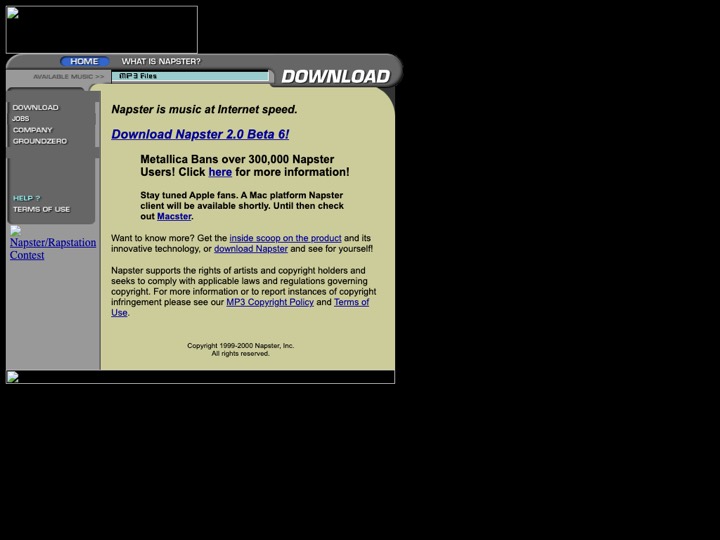 HOME
WHAT IS NAPSTER?
AVAILABLE MUSIC >>
MP3 Files
DOWNLOAD
DOWNLOAD
JOBS
COMPANY
GROUNDZERO
HELP ?
TERMS OF USE
Napster/Rapstation
Contest
Napster is music at Internet speed.
Download Napster 2.0 Beta 6!
Metallica Bans over 300,000 Napster
Users! Click here for more information!
Stay tuned Apple fans. A Mac platform Napster
client will be available shortly. Until then check
out Macster.
Want to know more? Get the inside scoop on the product and its
innovative technology, or download Napster and see for yourself!
Napster supports the rights of artists and copyright holders and
seeks to comply with applicable laws and regulations governing
copyright. For more information or to report instances of copyright
infringement please see our MP3 Copyright Policy and Terms of
Use.
Copyright 1999-2000 Napster, Inc.
All rights reserved.